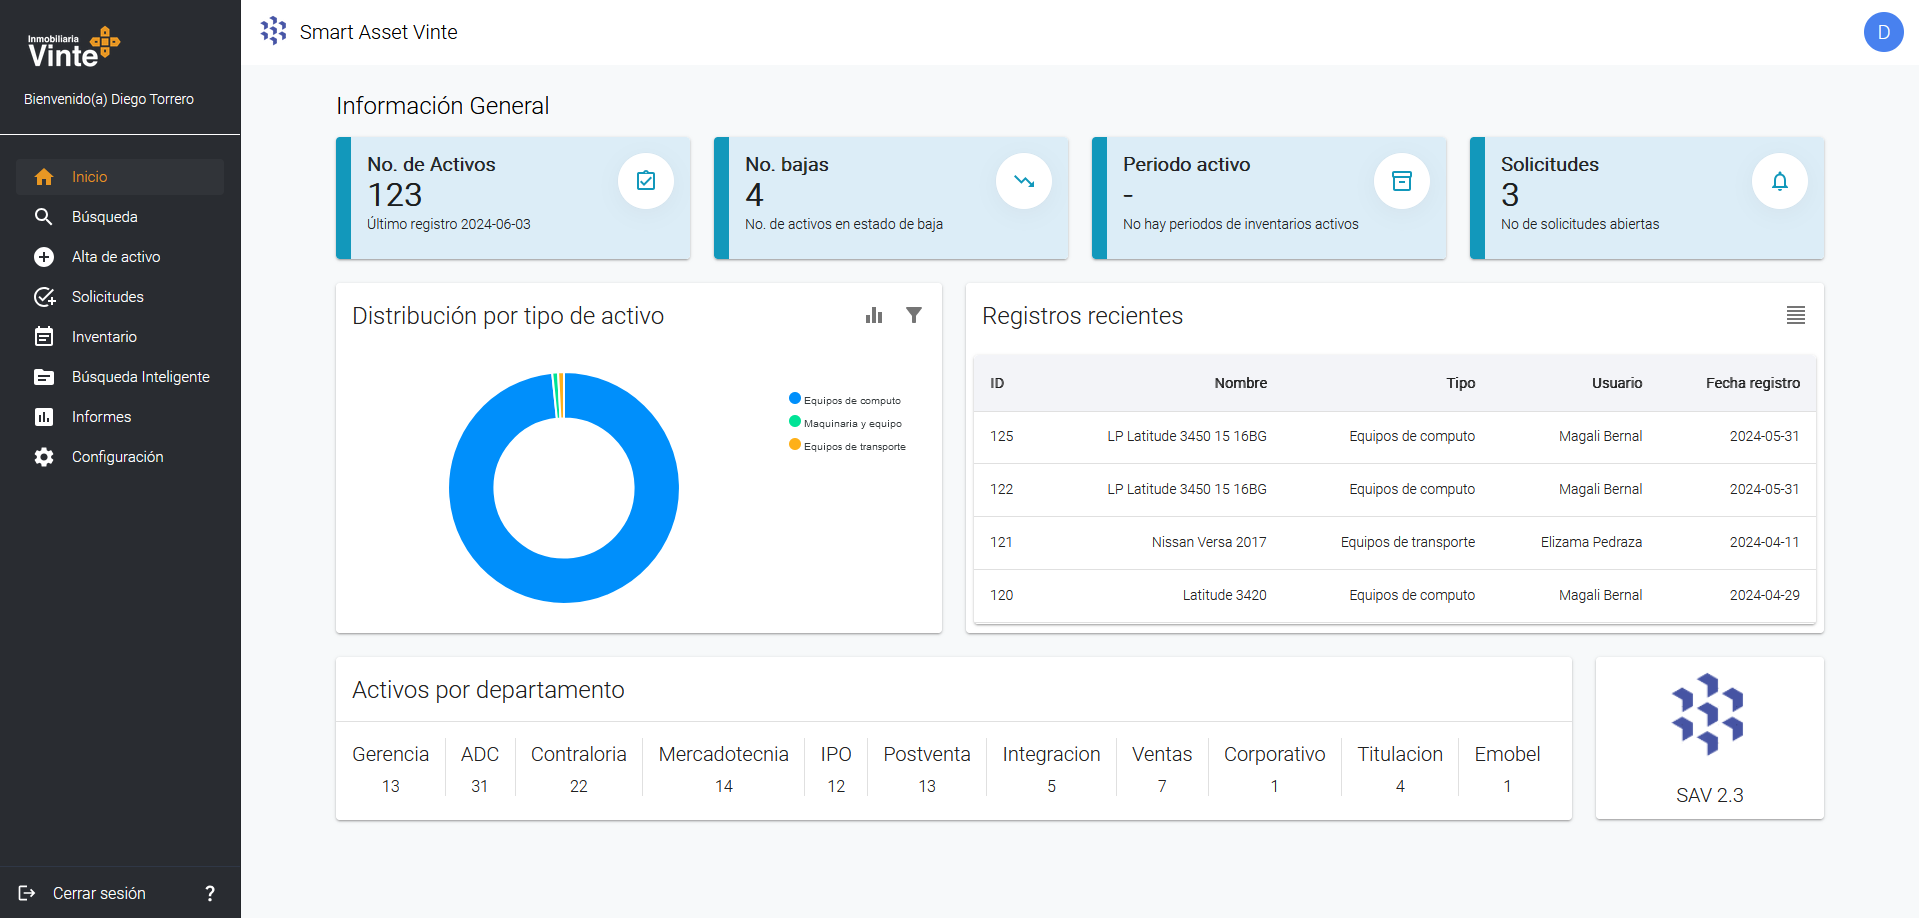 Inmobiliaria
Vinte
Bienvenido(a) Diego Torrero
Inicio
Búsqueda
Alta de activo
Solicitudes
Inventario
Búsqueda Inteligente
Informes
Configuración
Cerrar sesión ?
Smart Asset Vinte
D
Información General
No. de Activos
123
Último registro 2024-06-03
No. bajas
4
No. de activos en estado de baja
Periodo activo
-
No hay periodos de inventarios activos
Solicitudes
3
No de solicitudes abiertas
Distribución por tipo de activo
Equipos de computo
Maquinaria y equipo
Equipos de transporte
Registros recientes
ID Nombre Tipo Usuario Fecha registro
125 LP Latitude 3450 15 16BG Equipos de computo Magali Bernal 2024-05-31
122 LP Latitude 3450 15 16BG Equipos de computo Magali Bernal 2024-05-31
121 Nissan Versa 2017 Equipos de transporte Elizama Pedraza 2024-04-11
120 Latitude 3420 Equipos de computo Magali Bernal 2024-04-29
Activos por departamento
Gerencia ADC Contraloria Mercadotecnia IPO Postventa Integracion Ventas Corporativo Titulacion Emobel
13 31 22 14 12 13 5 7 1 4 1
SAV 2.3